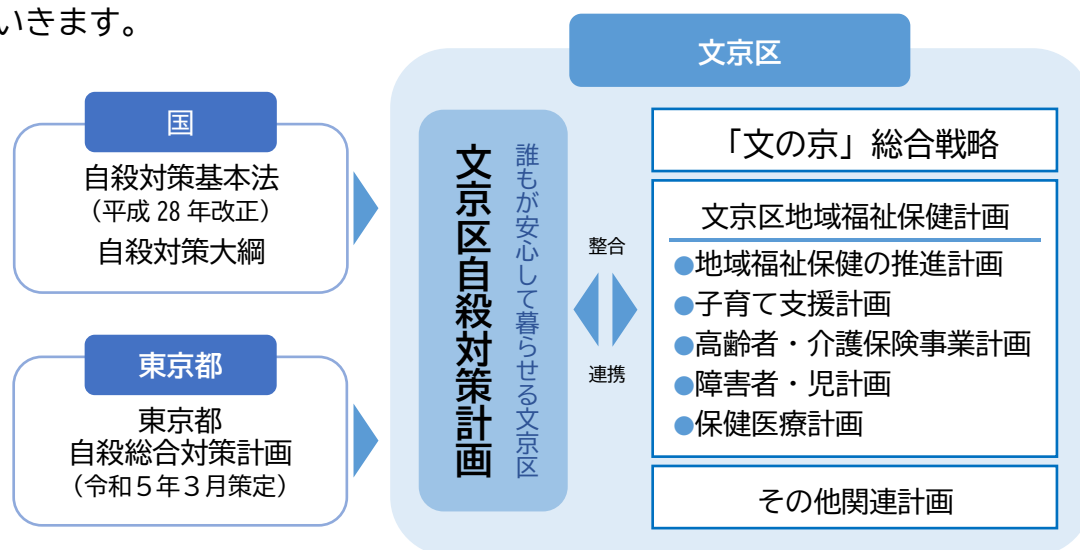 いきます。
文京区
国
自殺対策基本法
（平成 28 年改正）
自殺対策大綱
東京都
東京都
自殺総合対策計画
（令和５年３月策定）
誰もが安心して暮らせる文京区
文京区自殺対策計画
整合
連携
「文の京」総合戦略
文京区地域福祉保健計画
●地域福祉保健の推進計画
●子育て支援計画
●高齢者・介護保険事業計画
●障害者・児計画
●保健医療計画
その他関連計画